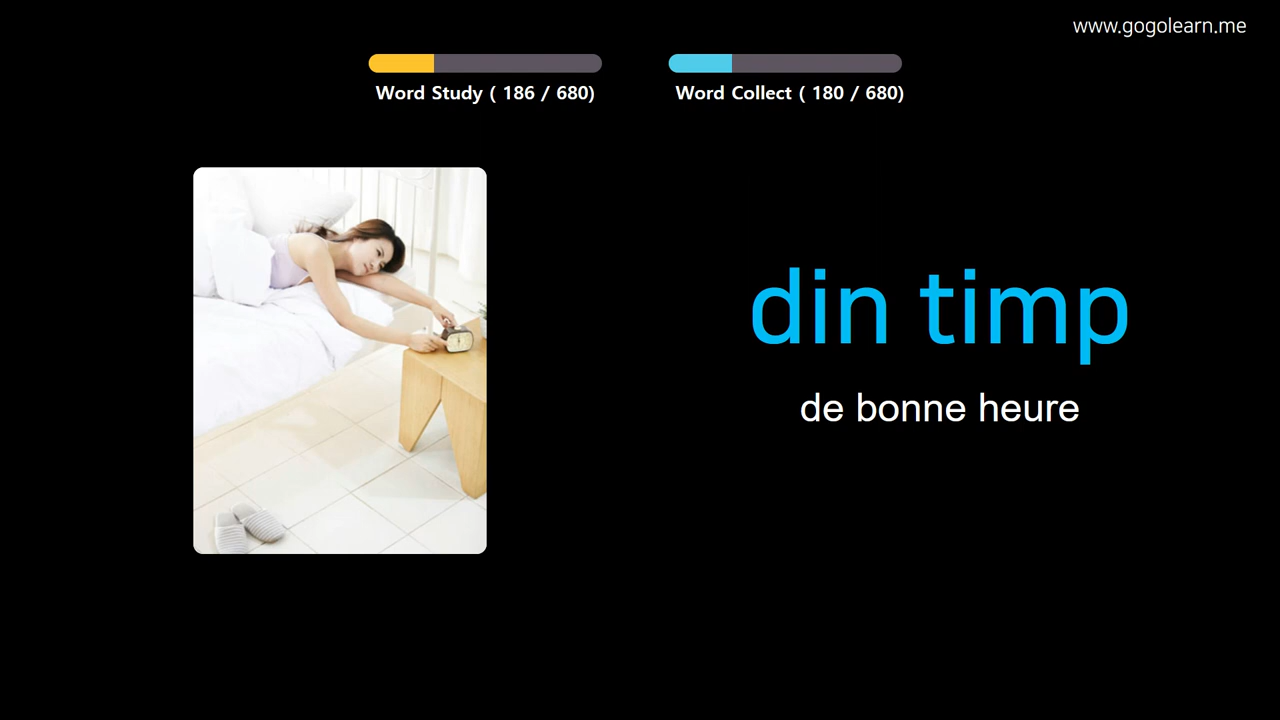 www.gogolearn.me
Word Study ( 186 / 680)
Word Collect ( 180 / 680)
din timp
de bonne heure